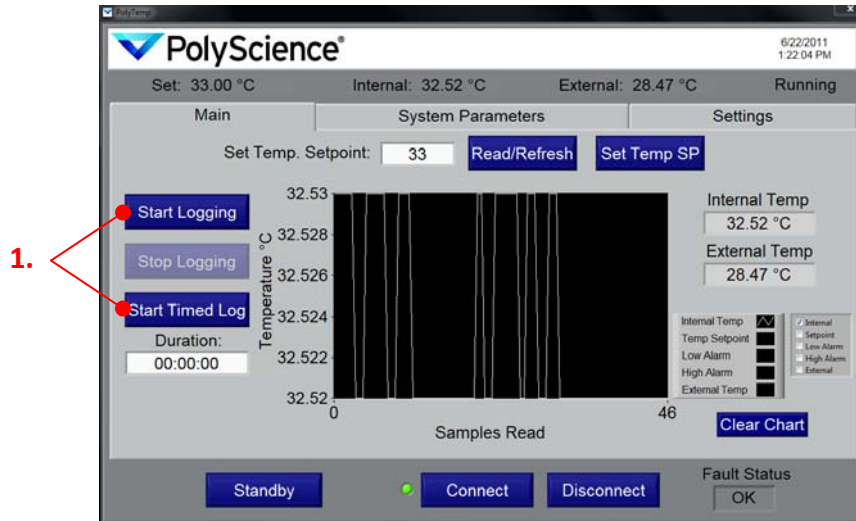 PolyTemp
x
PolyScience®
6/22/2011
1:22:04 PM
Set: 33.00 °C Internal: 32.52 °C External: 28.47 °C Running
Main System Parameters Settings
Set Temp. Setpoint: 33 Read/Refresh Set Temp SP
1.
Start Logging
Stop Logging
Start Timed Log
Duration:
00:00:00
Temperature °C
32.53
32.528
32.526
32.524
32.522
32.52
0 46
Samples Read
Internal Temp
32.52 °C
External Temp
28.47 °C
Internal Temp
Temp Setpoint
Low Alarm
High Alarm
External Temp
Internal
Setpoint
Low Alarm
High Alarm
External
Clear Chart
Standby Connect Disconnect
Fault Status
OK